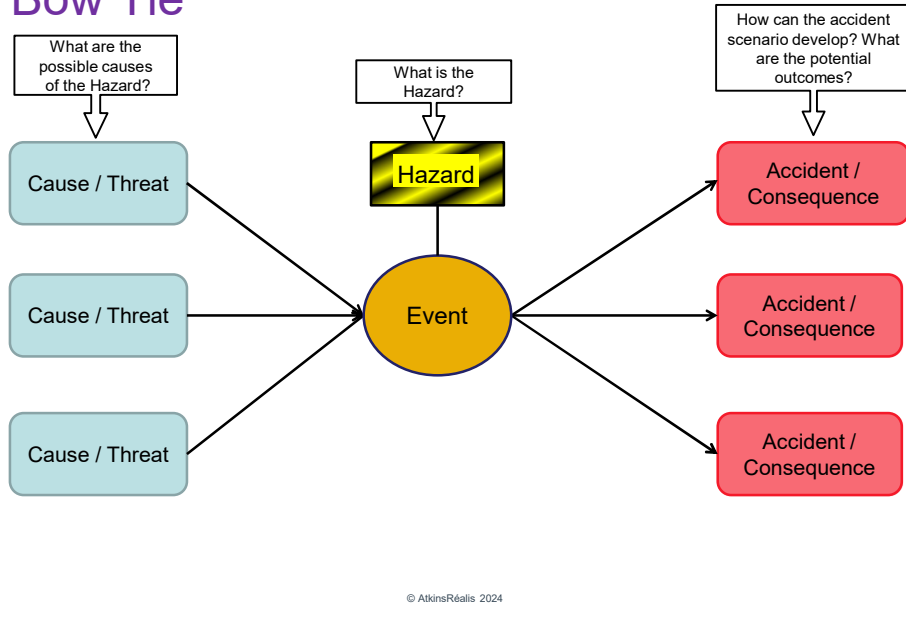 Bow Tie
What are the
possible causes
of the Hazard?
What is the
Hazard?
How can the accident
scenario develop? What
are the potential
outcomes?
Cause / Threat
Hazard
Accident /
Consequence
Cause / Threat
Event
Accident /
Consequence
Cause / Threat
Accident /
Consequence
© AtkinsRéalis 2024